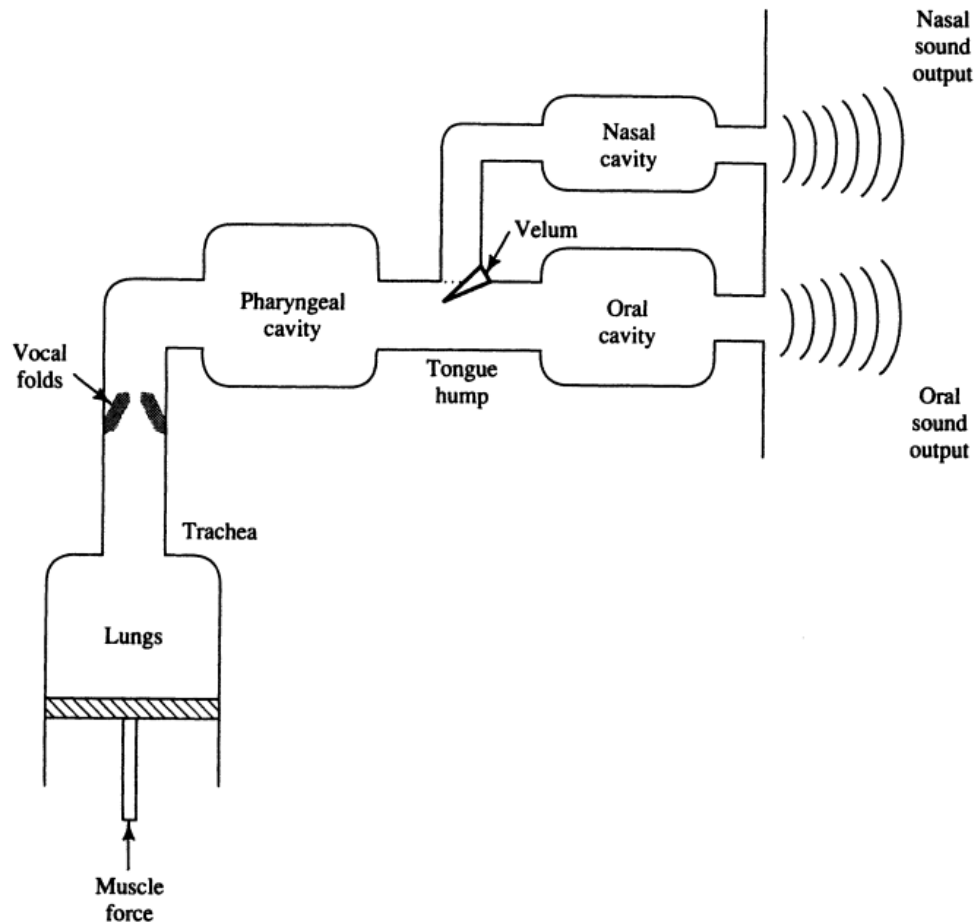 Nasal
sound
output
Nasal
cavity
Velum
Pharyngeal
cavity
Oral
cavity
Vocal
folds
Tongue
hump
Oral
sound
output
Trachea
Lungs
Muscle
force